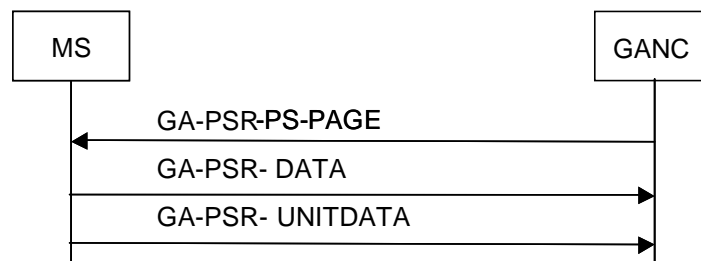 MS
GANC
GA-PSR-PS-PAGE
GA-PSR- DATA
GA-PSR- UNITDATA